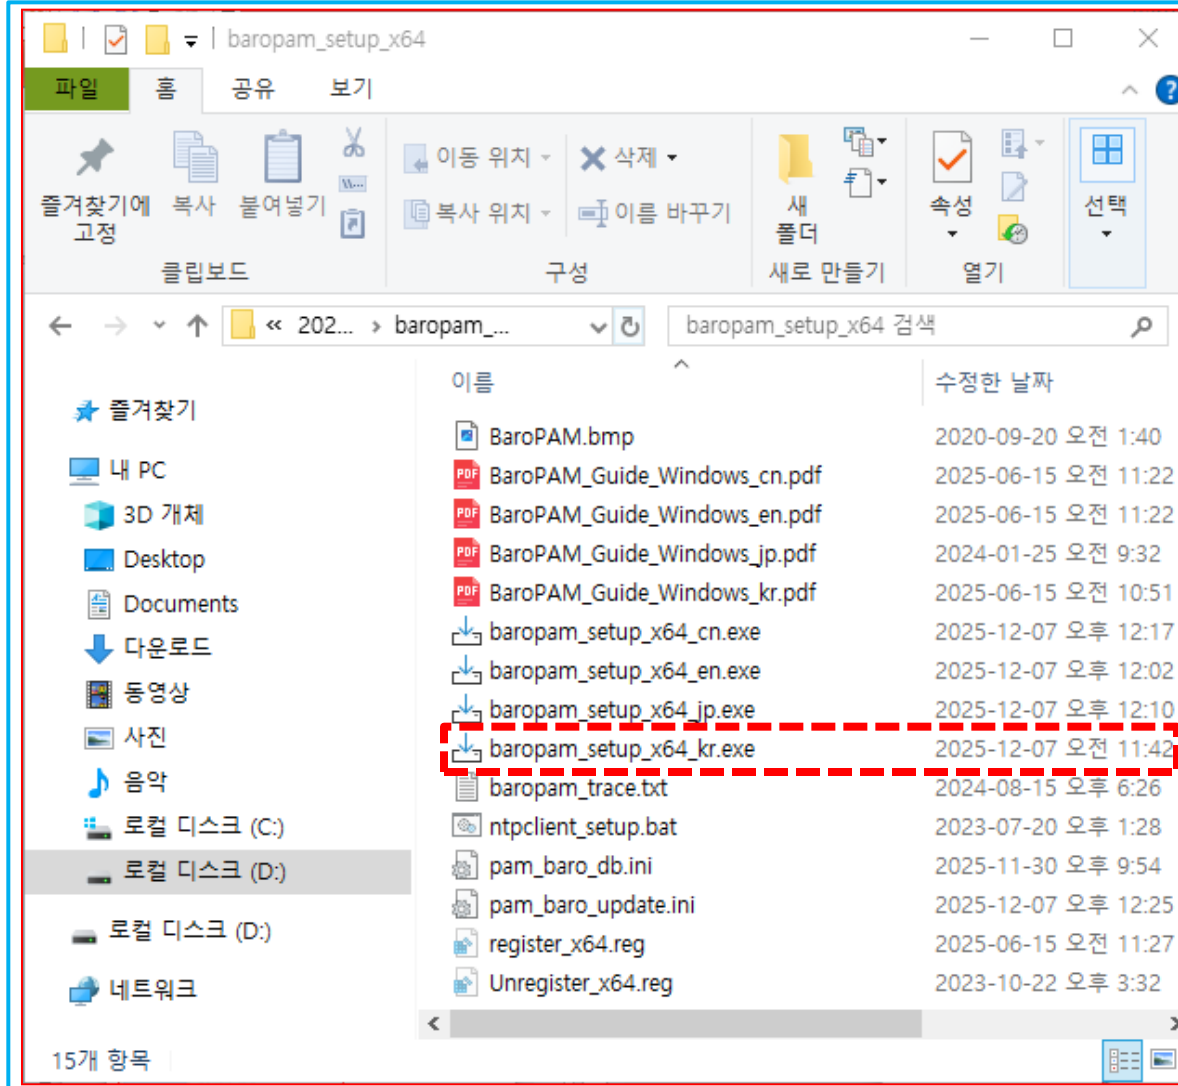 baropam_setup_x64
파일 홈 공유 보기
즐겨찾기에 고정
복사
붙여넣기
이동 위치
복사 위치
삭제
이름 바꾸기
새 폴더
속성
선택
클립보드 구성 새로 만들기 열기
« 202... › baropam_...
baropam_setup_x64 검색
즐겨찾기
내 PC
3D 개체
Desktop
Documents
다운로드
동영상
사진
음악
로컬 디스크 (C:)
로컬 디스크 (D:)
로컬 디스크 (D:)
네트워크
이름 수정한 날짜
BaroPAM.bmp 2020-09-20 오전 1:40
BaroPAM_Guide_Windows_cn.pdf 2025-06-15 오전 11:22
BaroPAM_Guide_Windows_en.pdf 2025-06-15 오전 11:22
BaroPAM_Guide_Windows_jp.pdf 2024-01-25 오전 9:32
BaroPAM_Guide_Windows_kr.pdf 2025-06-15 오전 10:51
baropam_setup_x64_cn.exe 2025-12-07 오후 12:17
baropam_setup_x64_en.exe 2025-12-07 오후 12:02
baropam_setup_x64_jp.exe 2025-12-07 오후 12:10
baropam_setup_x64_kr.exe 2025-12-07 오전 11:42
baropam_trace.txt 2024-08-15 오후 6:26
ntpclient_setup.bat 2023-07-20 오후 1:28
pam_baro_db.ini 2025-11-30 오후 9:54
pam_baro_update.ini 2025-12-07 오후 12:25
register_x64.reg 2025-06-15 오전 11:27
Unregister_x64.reg 2023-10-22 오후 3:32
15개 항목